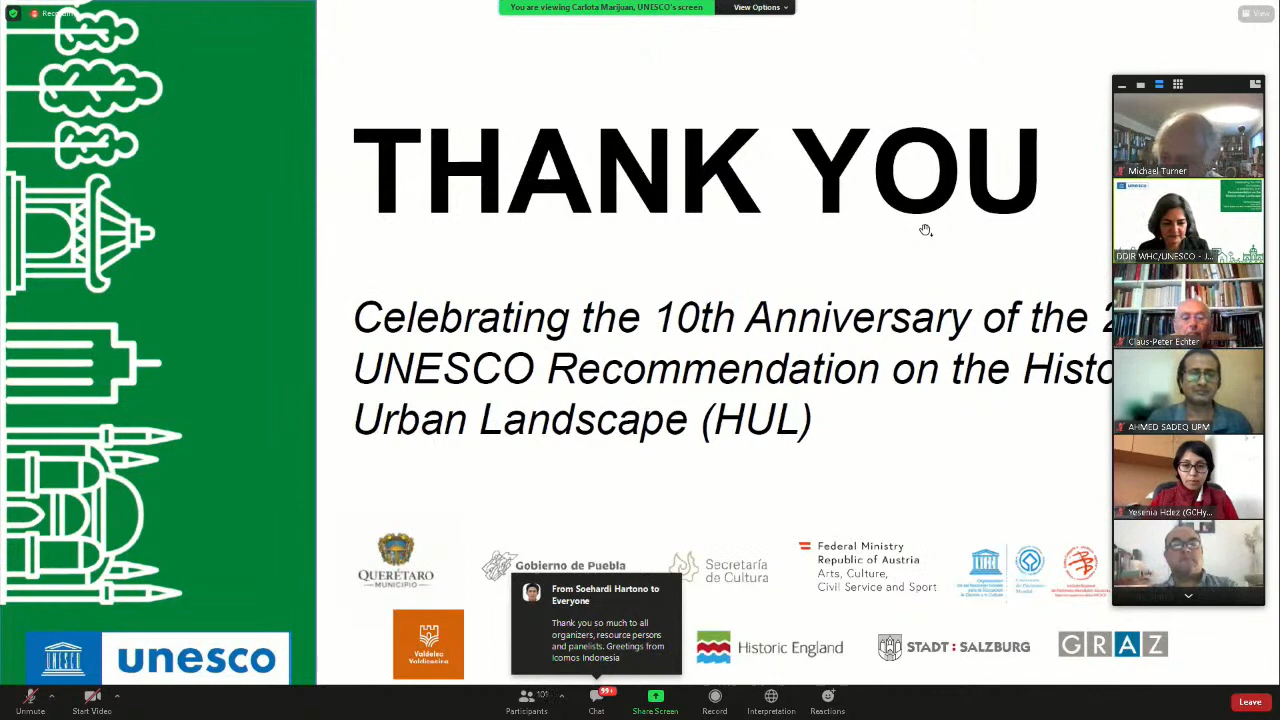 You are viewing Carlota Marijuan, UNESCO's screen
View Options
View
THANK YOU
Celebrating the 10th Anniversary of the 2
UNESCO Recommendation on the Histo
Urban Landscape (HUL)
Michael Turner
DDIR WHC/UNESCO - J...
Claus-Peter Echter
AHMED SADEQ UPM
Yesenia Hdez (GCHy...
QUERÉTARO
MUNICIPIO
Gobierno de Puebla
Secretaría
de Cultura
Federal Ministry
Republic of Austria
Arts, Culture,
Civil Service and Sport
From Soehardi Hartono to
Everyone
Thank you so much to all
organizers, resource persons
and panelists. Greetings from
Icomos Indonesia
unesco
Valdelsa
Valdicecina
Historic England
STADT : SALZBURG
GRAZ
Unmute
Start Video
Participants
101
Chat
99+
Share Screen
Record
Interpretation
Reactions
Leave